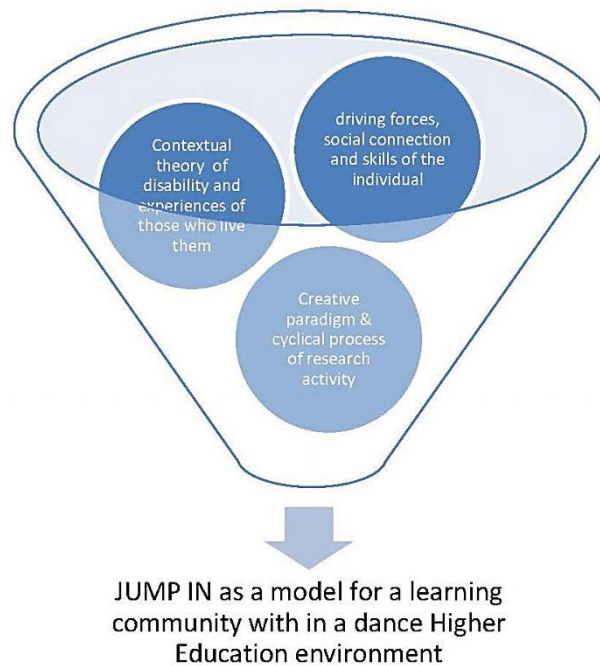 Contextual
theory of
disability and
experiences of
those who live
them
driving forces,
social connection
and skills of the
individual
Creative
paradigm &
cyclical process
of research
activity
JUMP IN as a model for a learning
community with in a dance Higher
Education environment